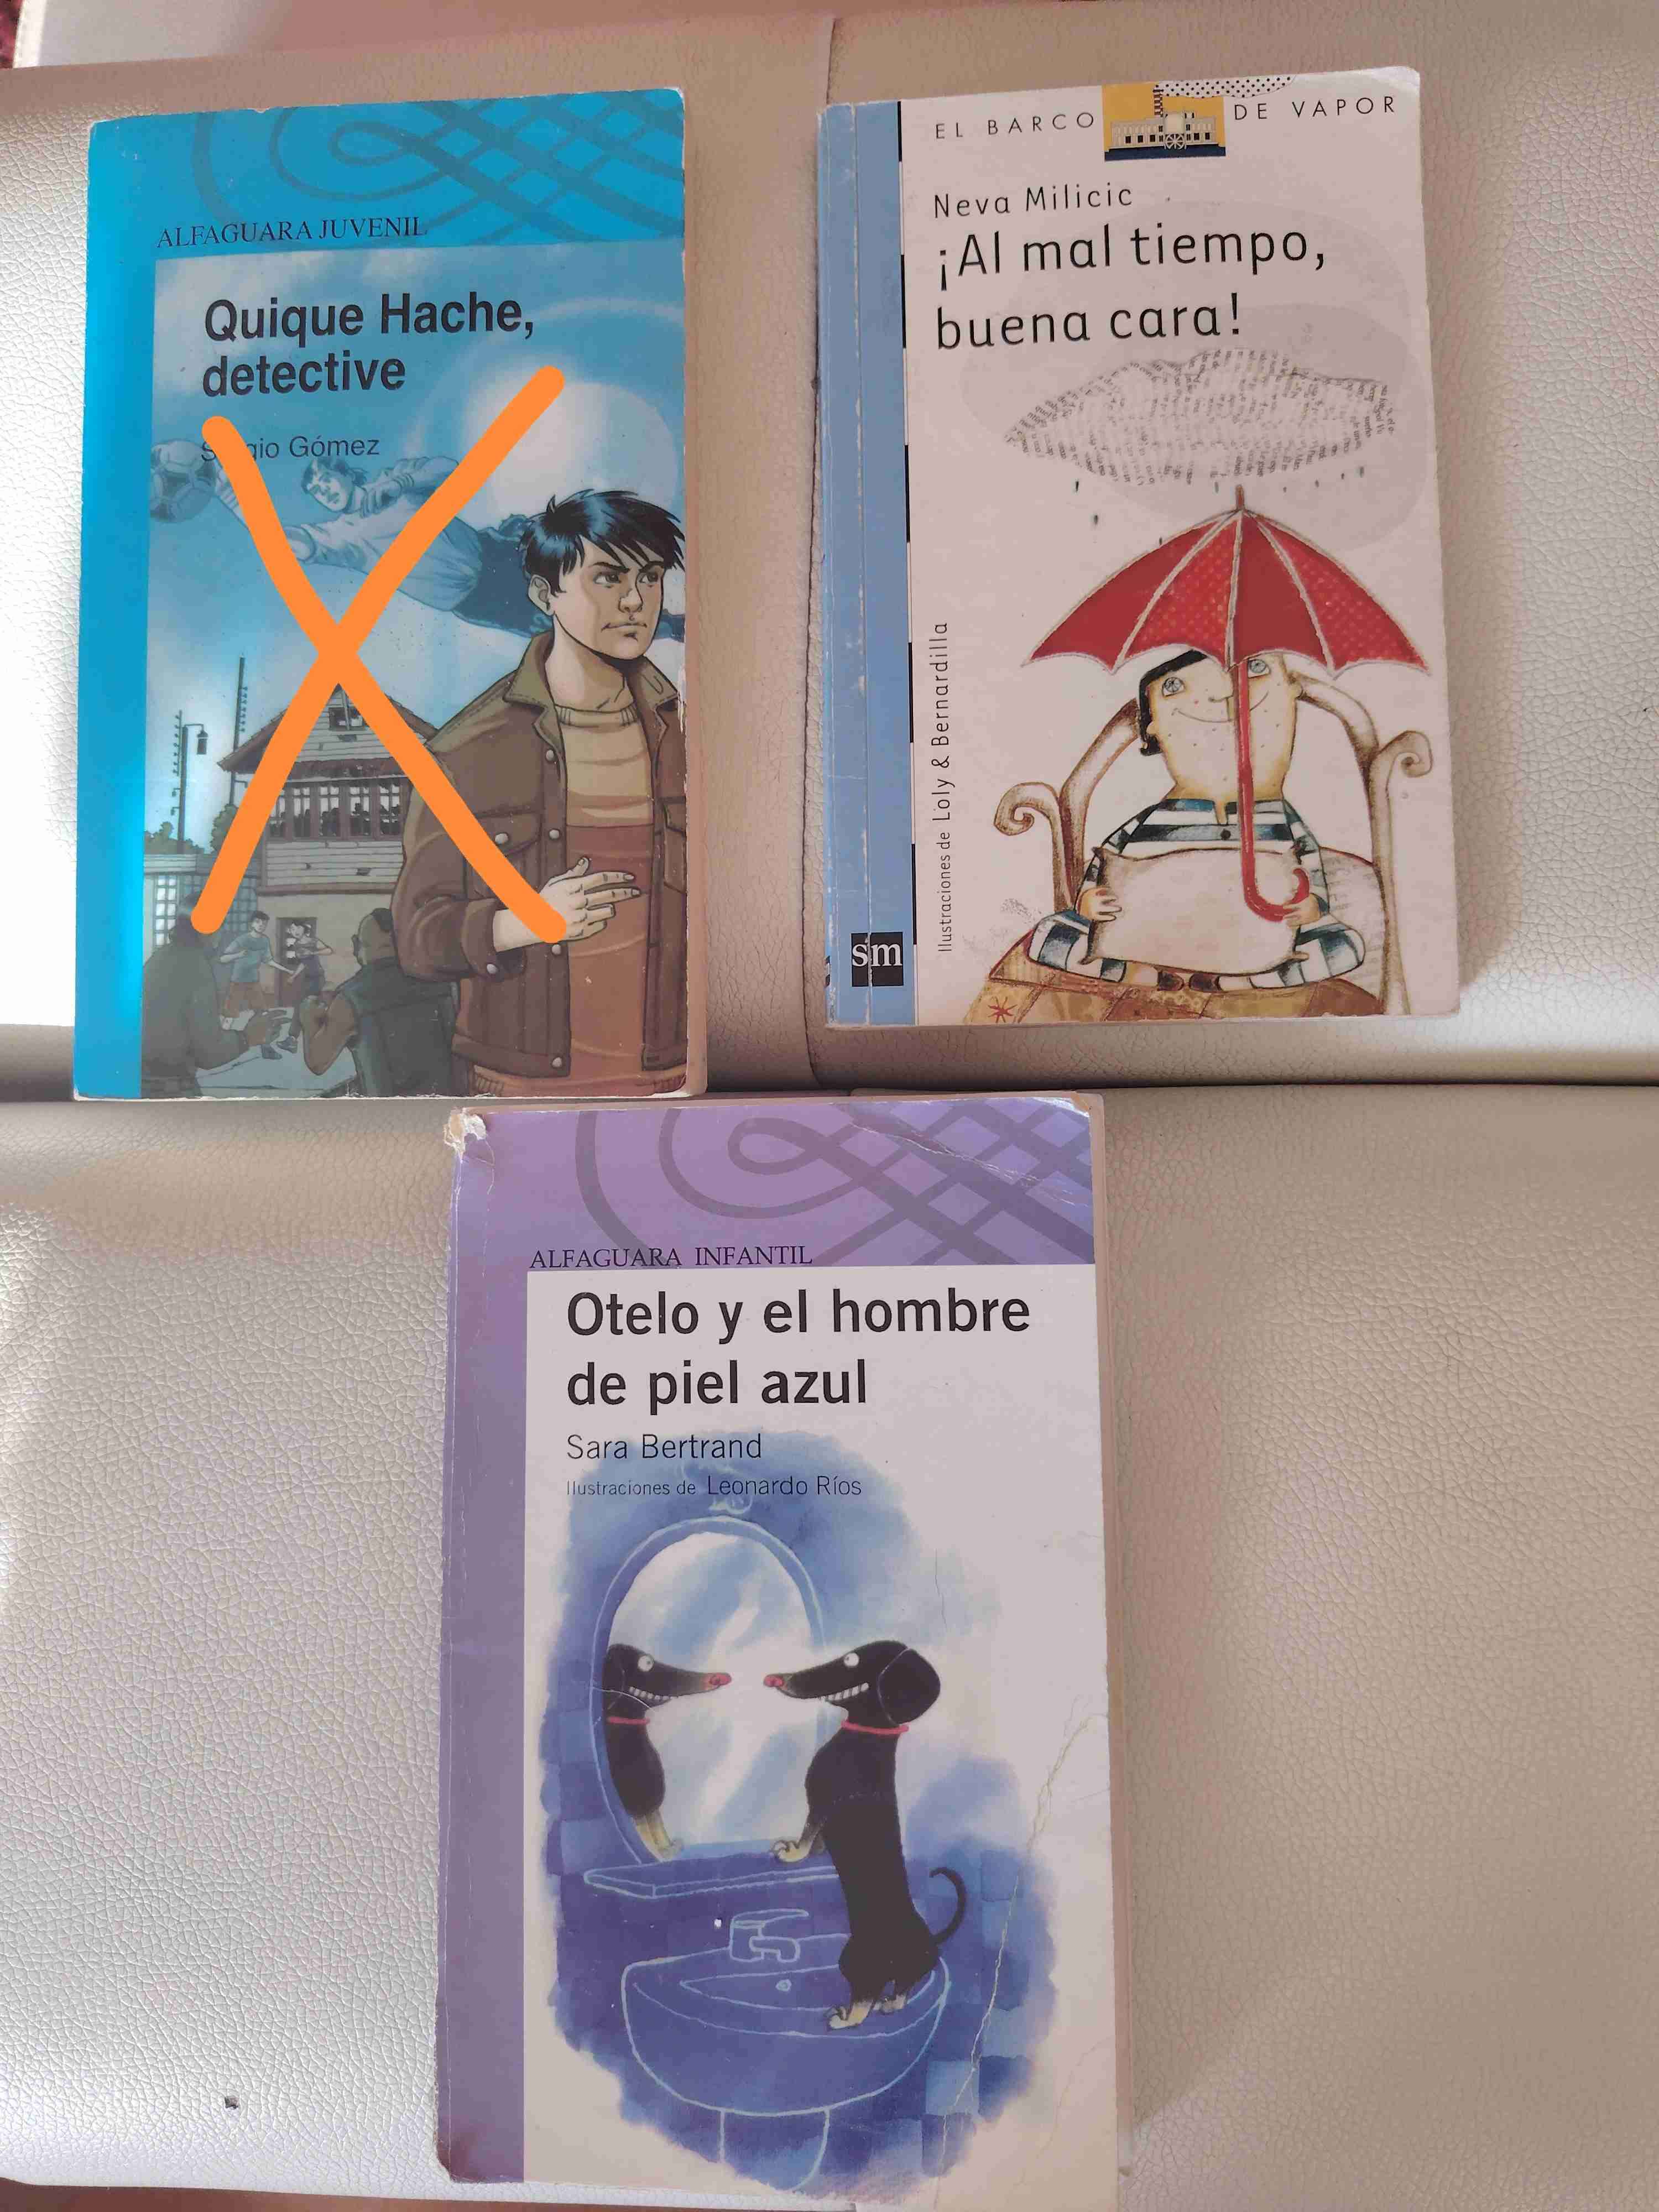 ALFAGUARA JUVENIL
Quique Hache,
detective
Gómez
EL BARCO DE VAPOR
Neva Milicic
¡Al mal tiempo,
buena cara!
Ilustraciones de Loly & Bernardilla
sm
ALFAGUARA INFANTIL
Otelo y el hombre
de piel azul
Sara Bertrand
Ilustraciones de Leonardo Ríos